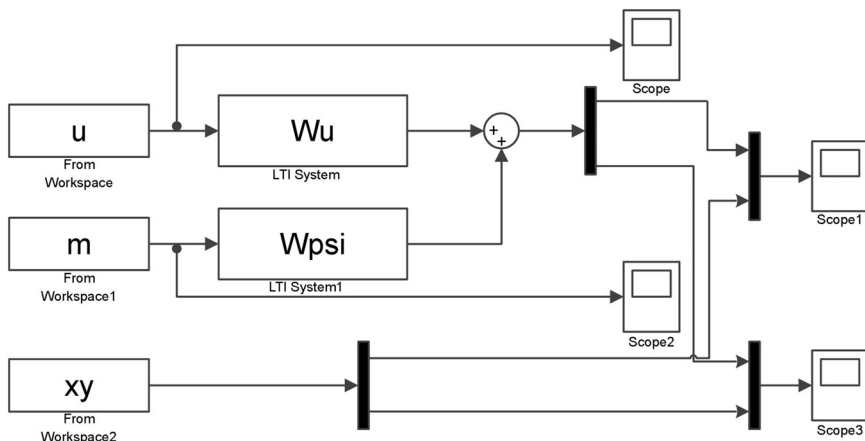 Scope
u
Wu
+
+
From
Workspace
LTI System
Scope1
m
Wpsi
From
Workspace1
LTI System1
Scope2
xy
From
Workspace2
Scope3